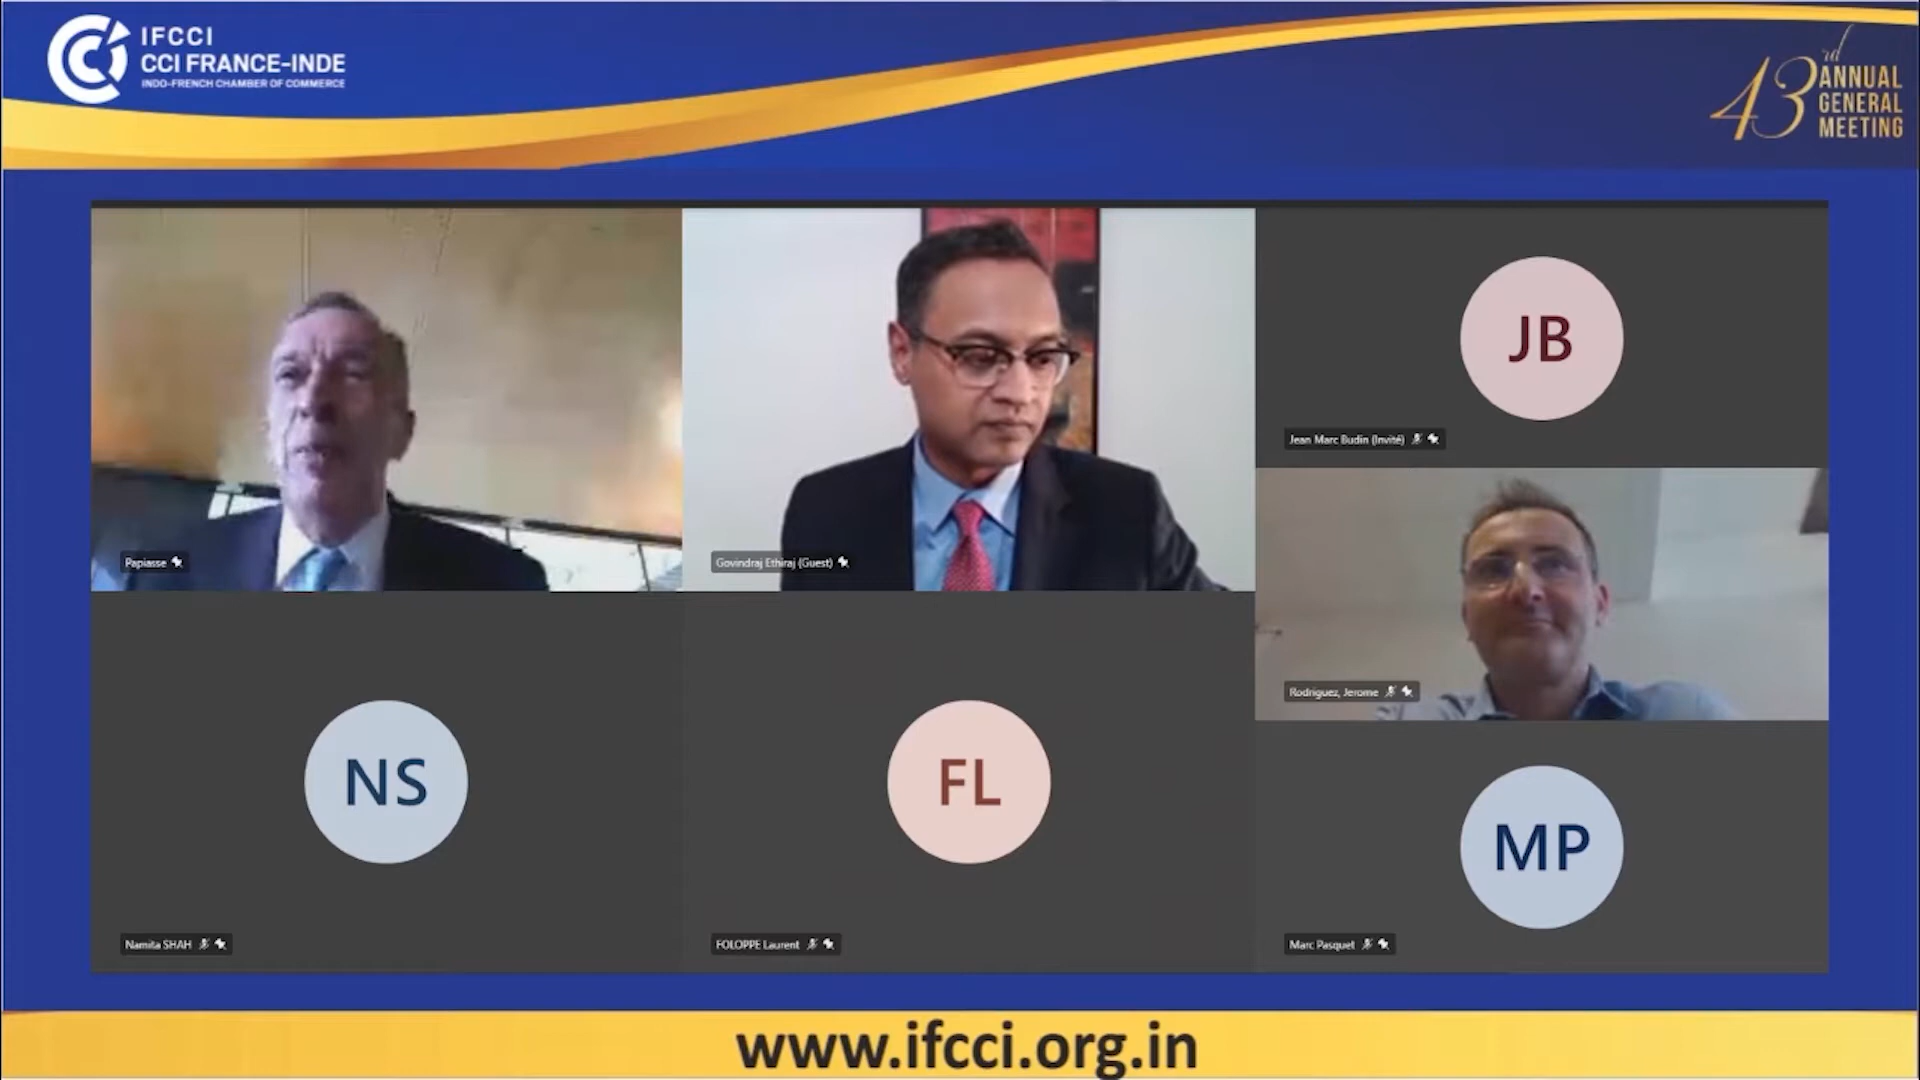 IFCCI
CCI FRANCE-INDE
INDO-FRENCH CHAMBER OF COMMERCE
43rd
ANNUAL
GENERAL
MEETING
Papiasse
Govindraj Ethiraj (Guest)
JB
Jean Marc Budin (Invité)
Rodriguez, Jerome
NS
Namita SHAH
FL
FOLOPPE Laurent
MP
Marc Pasquet
www.ifcci.org.in